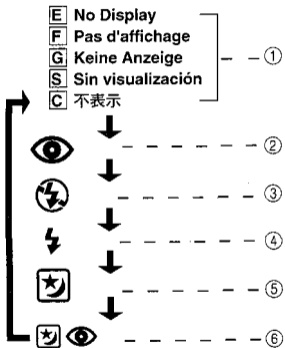 E No Display
F Pas d'affichage
G Keine Anzeige
S Sin visualización
C 不表示
①
②
③
④
⑤
⑥